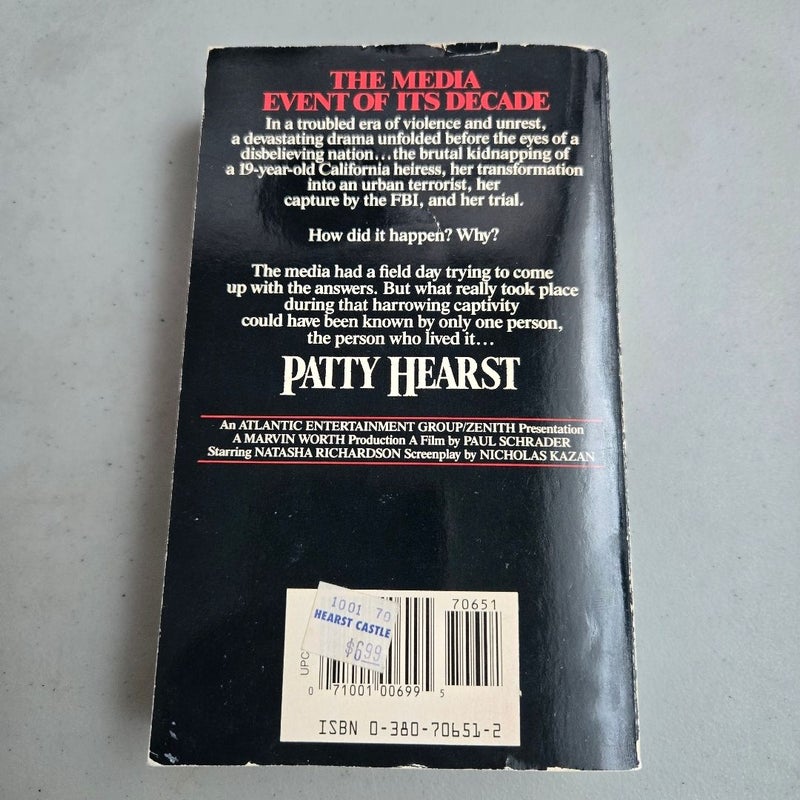 THE MEDIA
EVENT OF ITS DECADE
In a troubled era of violence and unrest,
a devastating drama unfolded before the eyes of a
disbelieving nation...the brutal kidnapping of
a 19-year-old California heiress, her transformation
into an urban terrorist, her
capture by the FBI, and her trial.
How did it happen? Why?
The media had a field day trying to come
up with the answers. But what really took place
during that harrowing captivity
could have been known by only one person,
the person who lived it...
PATTY HEARST
An ATLANTIC ENTERTAINMENT GROUP/ZENITH Presentation
A MARVIN WORTH Production A Film by PAUL SCHRADER
Starring NATASHA RICHARDSON Screenplay by NICHOLAS KAZAN
1001 70
HEARST CASTLE
$6.99
70651
UPC
0 71001 00699 5
ISBN 0-380-70651-2